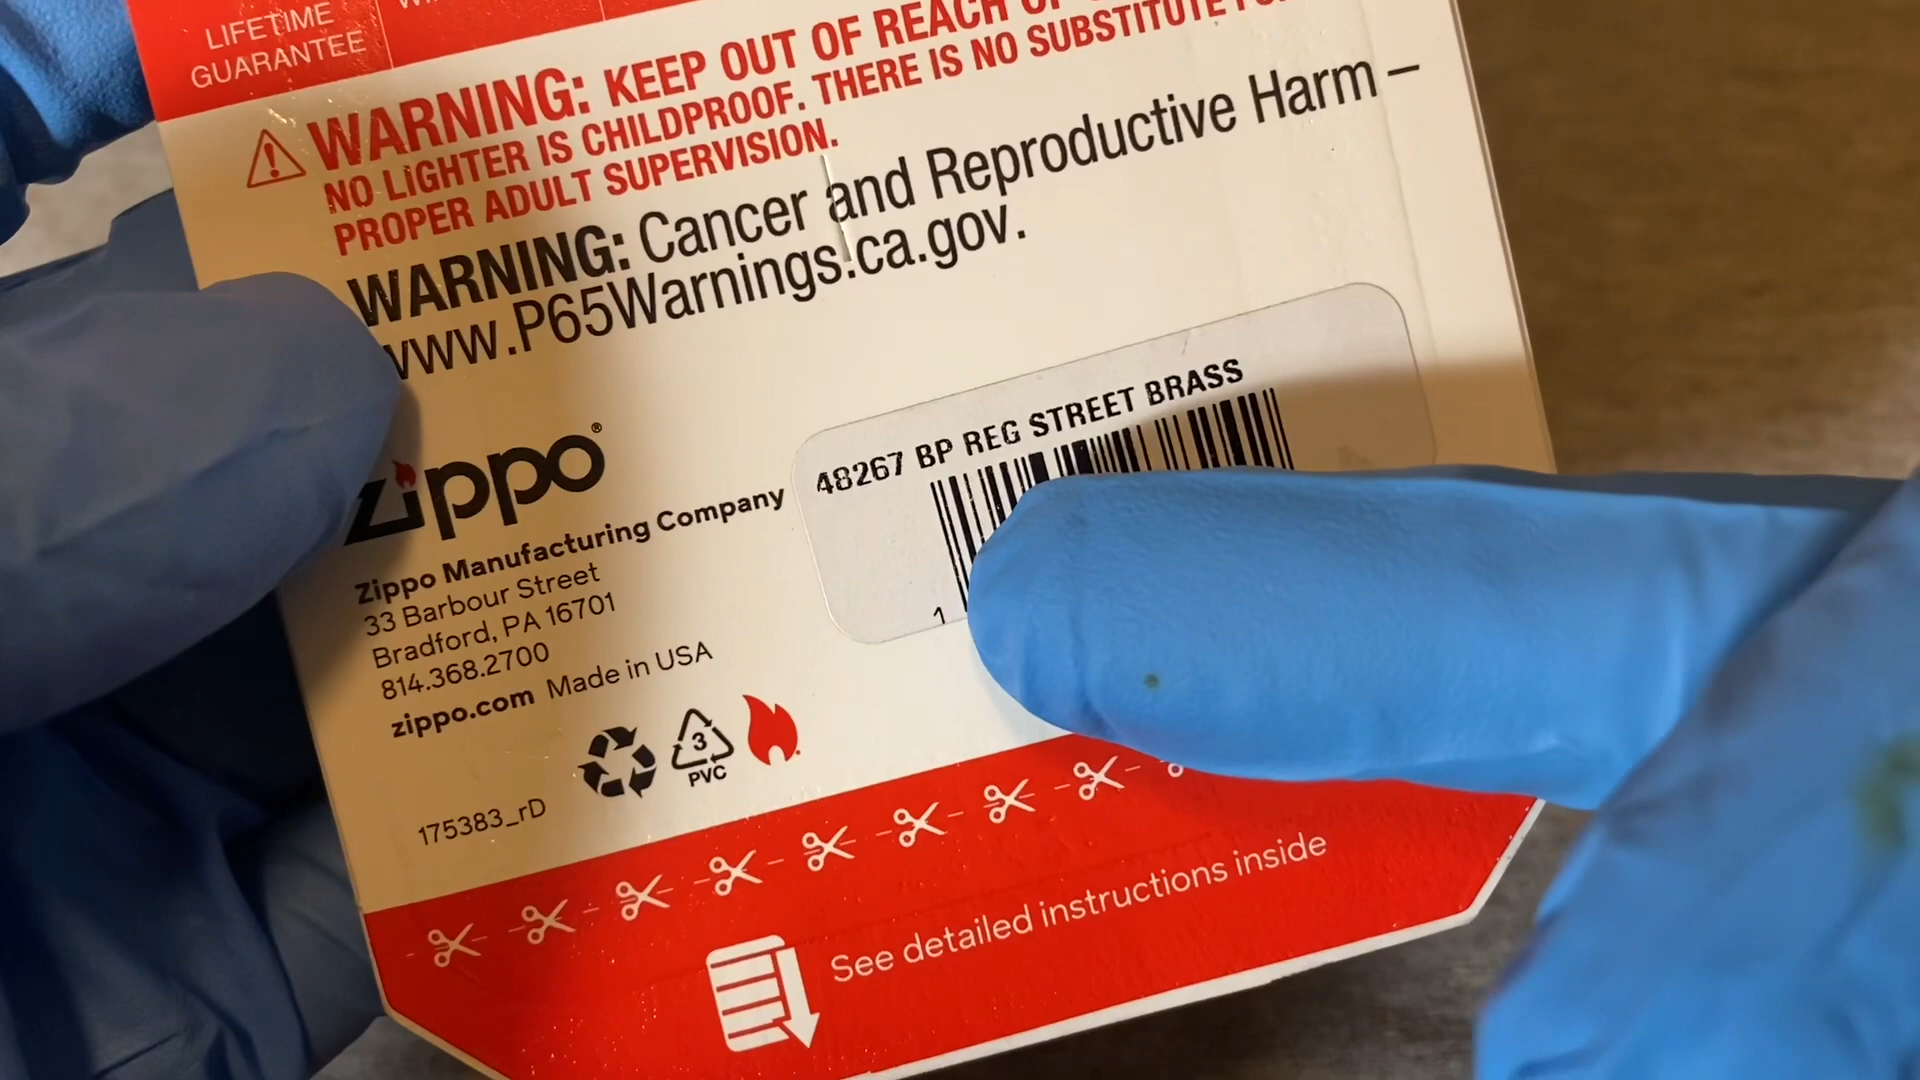 LIFETIME
GUARANTEE
WARNING: KEEP OUT OF REACH
NO LIGHTER IS CHILDPROOF. THERE IS NO SUBSTITUTE
PROPER ADULT SUPERVISION.
WARNING: Cancer and Reproductive Harm –
www.P65Warnings.ca.gov.
zippo®
Zippo Manufacturing Company
33 Barbour Street
Bradford, PA 16701
814.368.2700
zippo.com Made in USA
48267 BP REG STREET BRASS
1
3
PVC
175383_rD
See detailed instructions inside